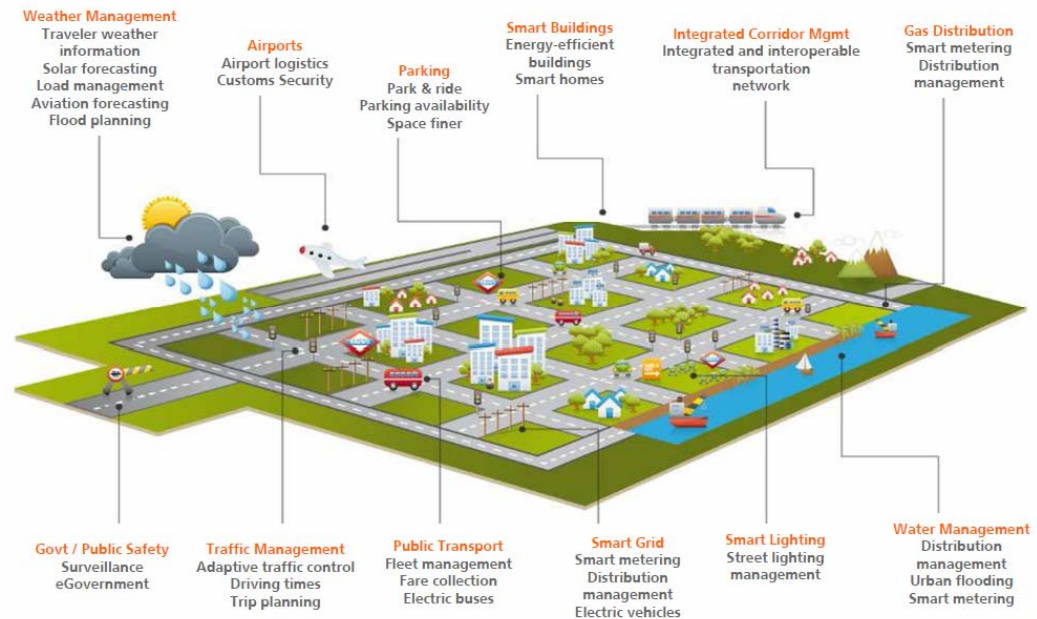 Weather Management
Traveler weather
information
Solar forecasting
Load management
Aviation forecasting
Flood planning
Airports
Airport logistics
Customs Security
Parking
Park & ride
Parking availability
Space finer
Smart Buildings
Energy-efficient
buildings
Smart homes
Integrated Corridor Mgmt
Integrated and interoperable
transportation
network
Gas Distribution
Smart metering
Distribution
management
Govt / Public Safety
Surveillance
eGovernment
Traffic Management
Adaptive traffic control
Driving times
Trip planning
Public Transport
Fleet management
Fare collection
Electric buses
Smart Grid
Smart metering
Distribution
management
Electric vehicles
Smart Lighting
Street lighting
management
Water Management
Distribution
management
Urban flooding
Smart metering